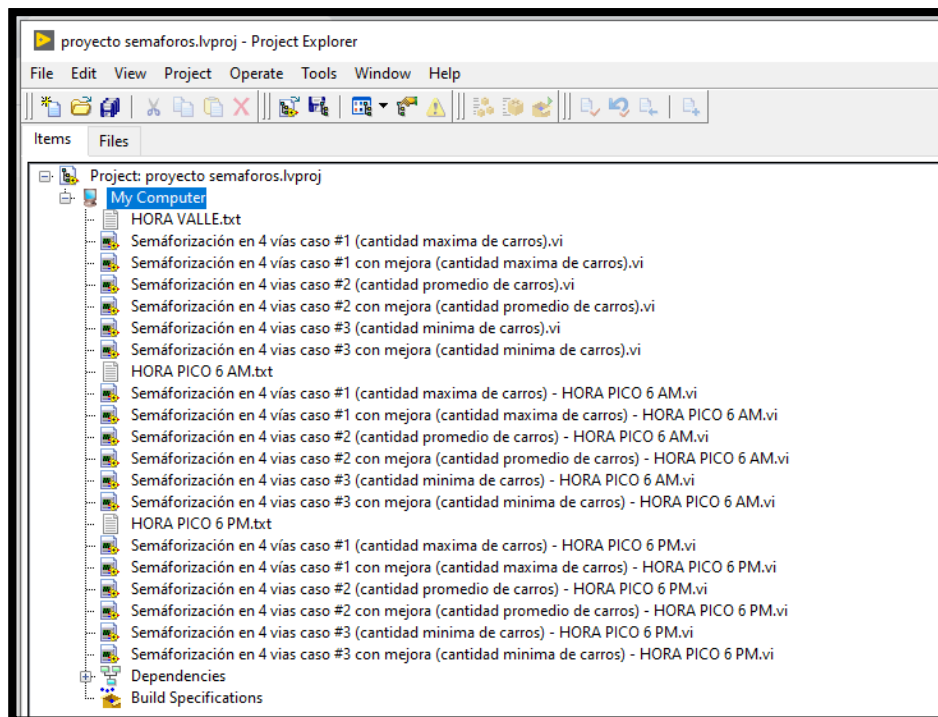 proyecto semaforos.lvproj - Project Explorer
File Edit View Project Operate Tools Window Help
Items Files
Project: proyecto semaforos.lvproj
My Computer
HORA VALLE.txt
Semáforización en 4 vías caso #1 (cantidad maxima de carros).vi
Semáforización en 4 vías caso #1 con mejora (cantidad maxima de carros).vi
Semáforización en 4 vias caso #2 (cantidad promedio de carros).vi
Semáforización en 4 vias caso #2 con mejora (cantidad promedio de carros).vi
Semáforización en 4 vias caso #3 (cantidad minima de carros).vi
Semáforización en 4 vias caso #3 con mejora (cantidad minima de carros).vi
HORA PICO 6 AM.txt
Semáforización en 4 vías caso #1 (cantidad maxima de carros) - HORA PICO 6 AM.vi
Semáforización en 4 vías caso #1 con mejora (cantidad maxima de carros) - HORA PICO 6 AM.vi
Semáforización en 4 vias caso #2 (cantidad promedio de carros) - HORA PICO 6 AM.vi
Semáforización en 4 vias caso #2 con mejora (cantidad promedio de carros) - HORA PICO 6 AM.vi
Semáforización en 4 vias caso #3 (cantidad minima de carros) - HORA PICO 6 AM.vi
Semáforización en 4 vias caso #3 con mejora (cantidad minima de carros) - HORA PICO 6 AM.vi
HORA PICO 6 PM.txt
Semáforización en 4 vías caso #1 (cantidad maxima de carros) - HORA PICO 6 PM.vi
Semáforización en 4 vías caso #1 con mejora (cantidad maxima de carros) - HORA PICO 6 PM.vi
Semáforización en 4 vias caso #2 (cantidad promedio de carros) - HORA PICO 6 PM.vi
Semáforización en 4 vias caso #2 con mejora (cantidad promedio de carros) - HORA PICO 6 PM.vi
Semáforización en 4 vias caso #3 (cantidad minima de carros) - HORA PICO 6 PM.vi
Semáforización en 4 vias caso #3 con mejora (cantidad minima de carros) - HORA PICO 6 PM.vi
Dependencies
Build Specifications